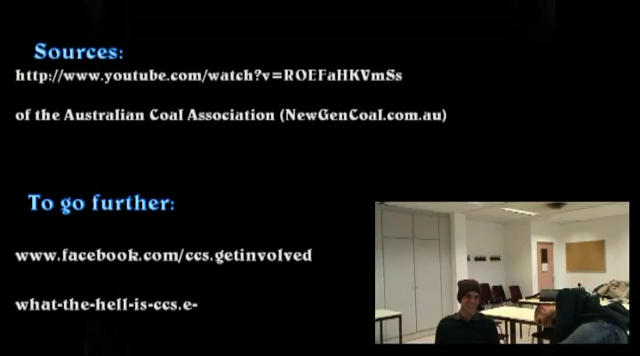 Sources:
http://www.youtube.com/watch?v=ROEFaHKVmSs
of the Australian Coal Association (NewGenCoal.com.au)
To go further:
www.facebook.com/ccs.getinvolved
what-the-hell-is-ccs.e-